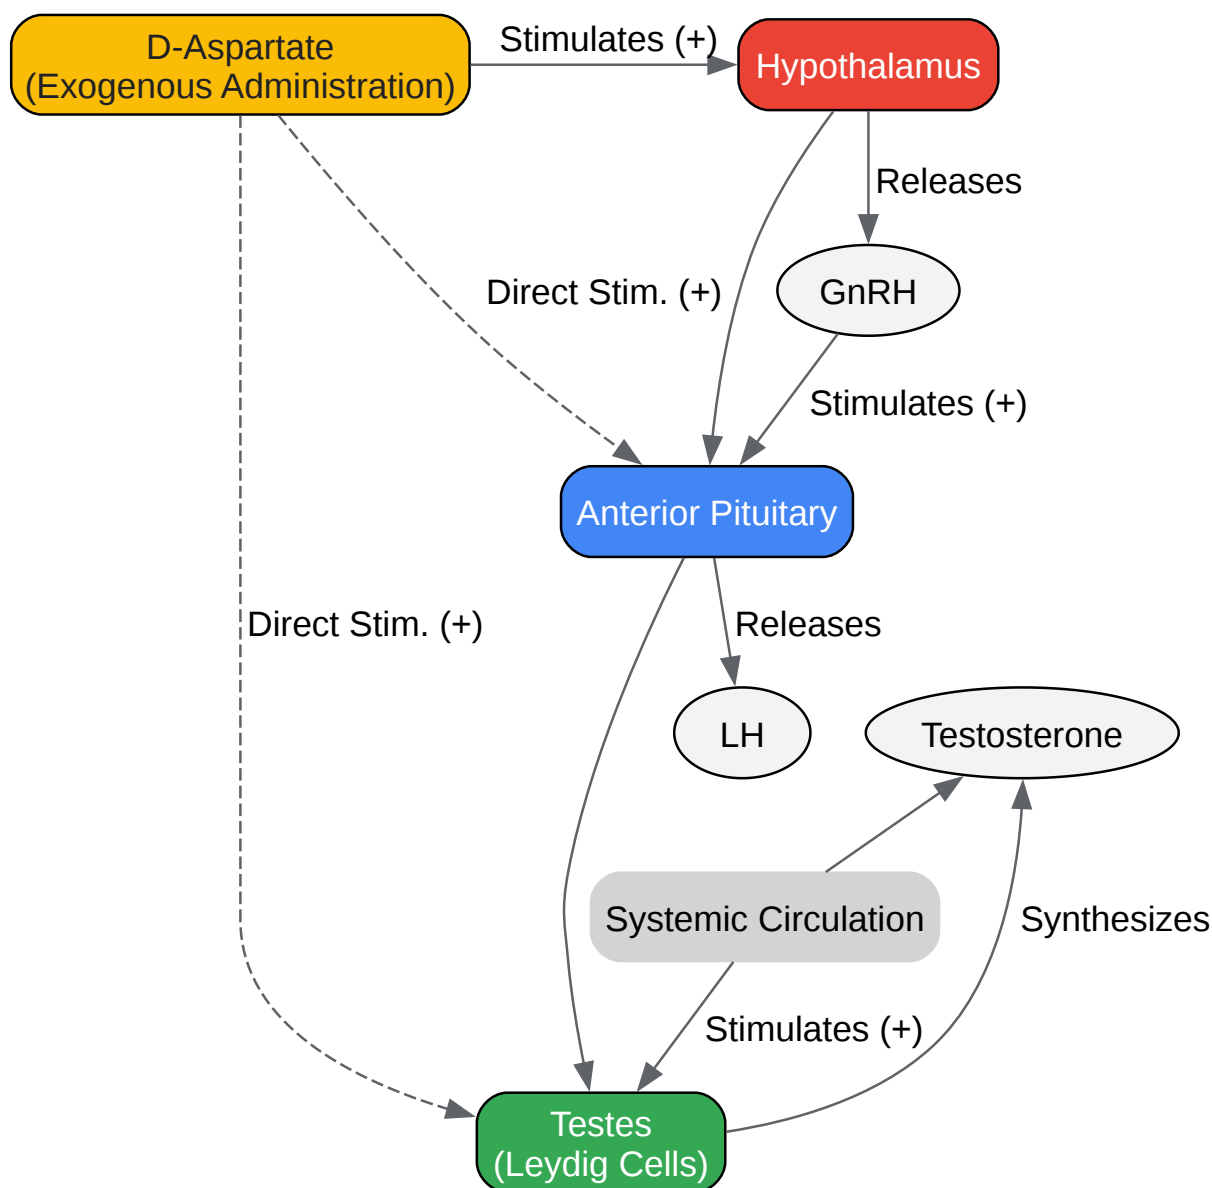 D-Aspartate
(Exogenous Administration)
Stimulates (+)
Hypothalamus
Releases
Direct Stim. (+)
GnRH
Stimulates (+)
Anterior Pituitary
Direct Stim. (+)
Releases
LH
Testosterone
Systemic Circulation
Synthesizes
Stimulates (+)
Testes
(Leydig Cells)